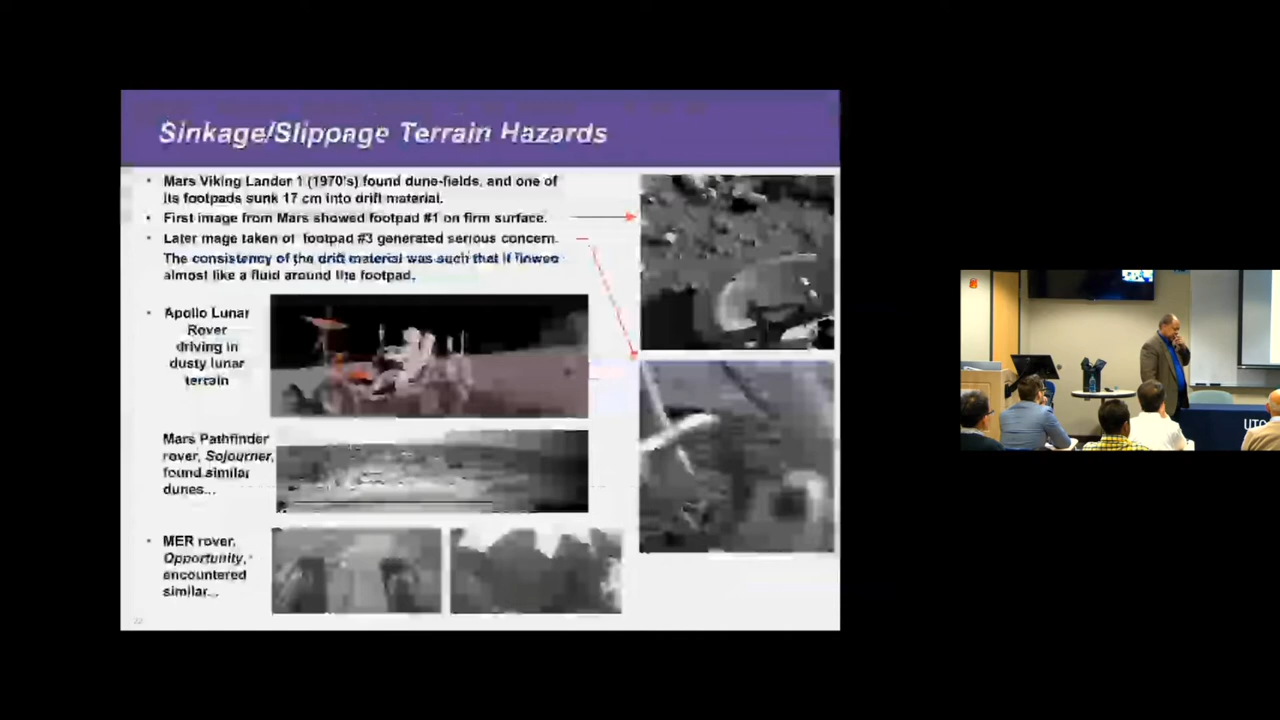 Sinkage/Slippage Terrain Hazards
• Mars Viking Lander 1 (1970's) found dune-fields, and one of
its footpads sunk 17 cm into drift material.
• First image from Mars showed footpad #1 on firm surface.
• Later mage taken of footpad #3 generated serious concern.
The consistency of the drift material was such that it flowed
almost like a fluid around the footpad.
• Apollo Lunar
Rover
driving in
dusty lunar
terrain
Mars Pathfinder
rover, Sojourner,
found similar
dunes...
• MER rover,
Opportunity,
encountered
similar...